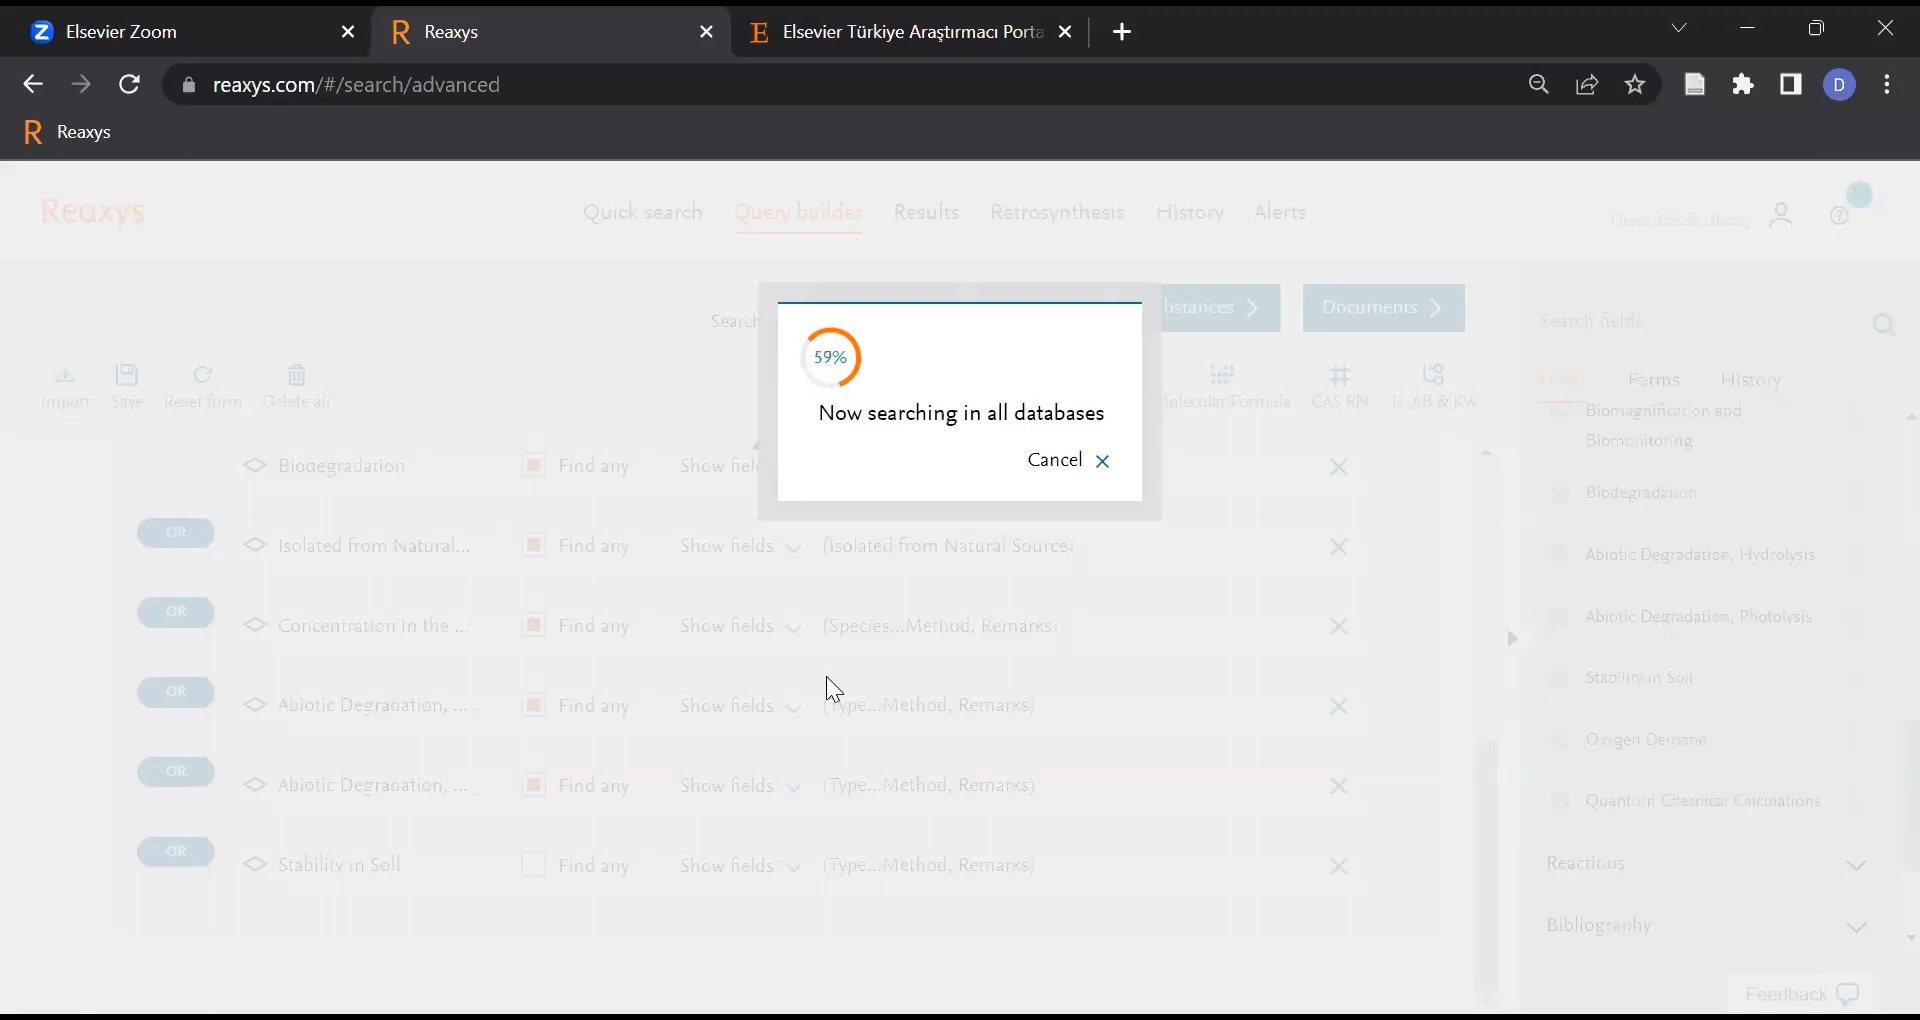 Elsevier Zoom
Reaxys
Elsevier Türkiye Araştırmacı Porta
reaxys.com/#/search/advanced
Reaxys
Reaxys
Quick search
Query builder
Results
Retrosynthesis
History
Alerts
Search
bstances
Documents
Search fields
59%
Now searching in all databases
Cancel
Import
Save
Reset form
Delete all
Molecular Formula
CAS RN
TI, AB & KW
Forms
History
Biodegradation
Find any
Show fiel
OR
Isolated from Natural...
Find any
Show fields
(Isolated from Natural Source)
OR
Concentration in the ...
Find any
Show fields
(Species...Method, Remarks)
OR
Abiotic Degradation, ...
Find any
Show fields
(Type...Method, Remarks)
OR
Abiotic Degradation, ...
Find any
Show fields
(Type...Method, Remarks)
OR
Stability in Soil
Find any
Show fields
(Type...Method, Remarks)
Biomagnification and
Biomonitoring
Biodegradation
Abiotic Degradation, Hydrolysis
Abiotic Degradation, Photolysis
Stability in Soil
Oxygen Demand
Quantum Chemical Calculations
Reactions
Bibliography
Feedback